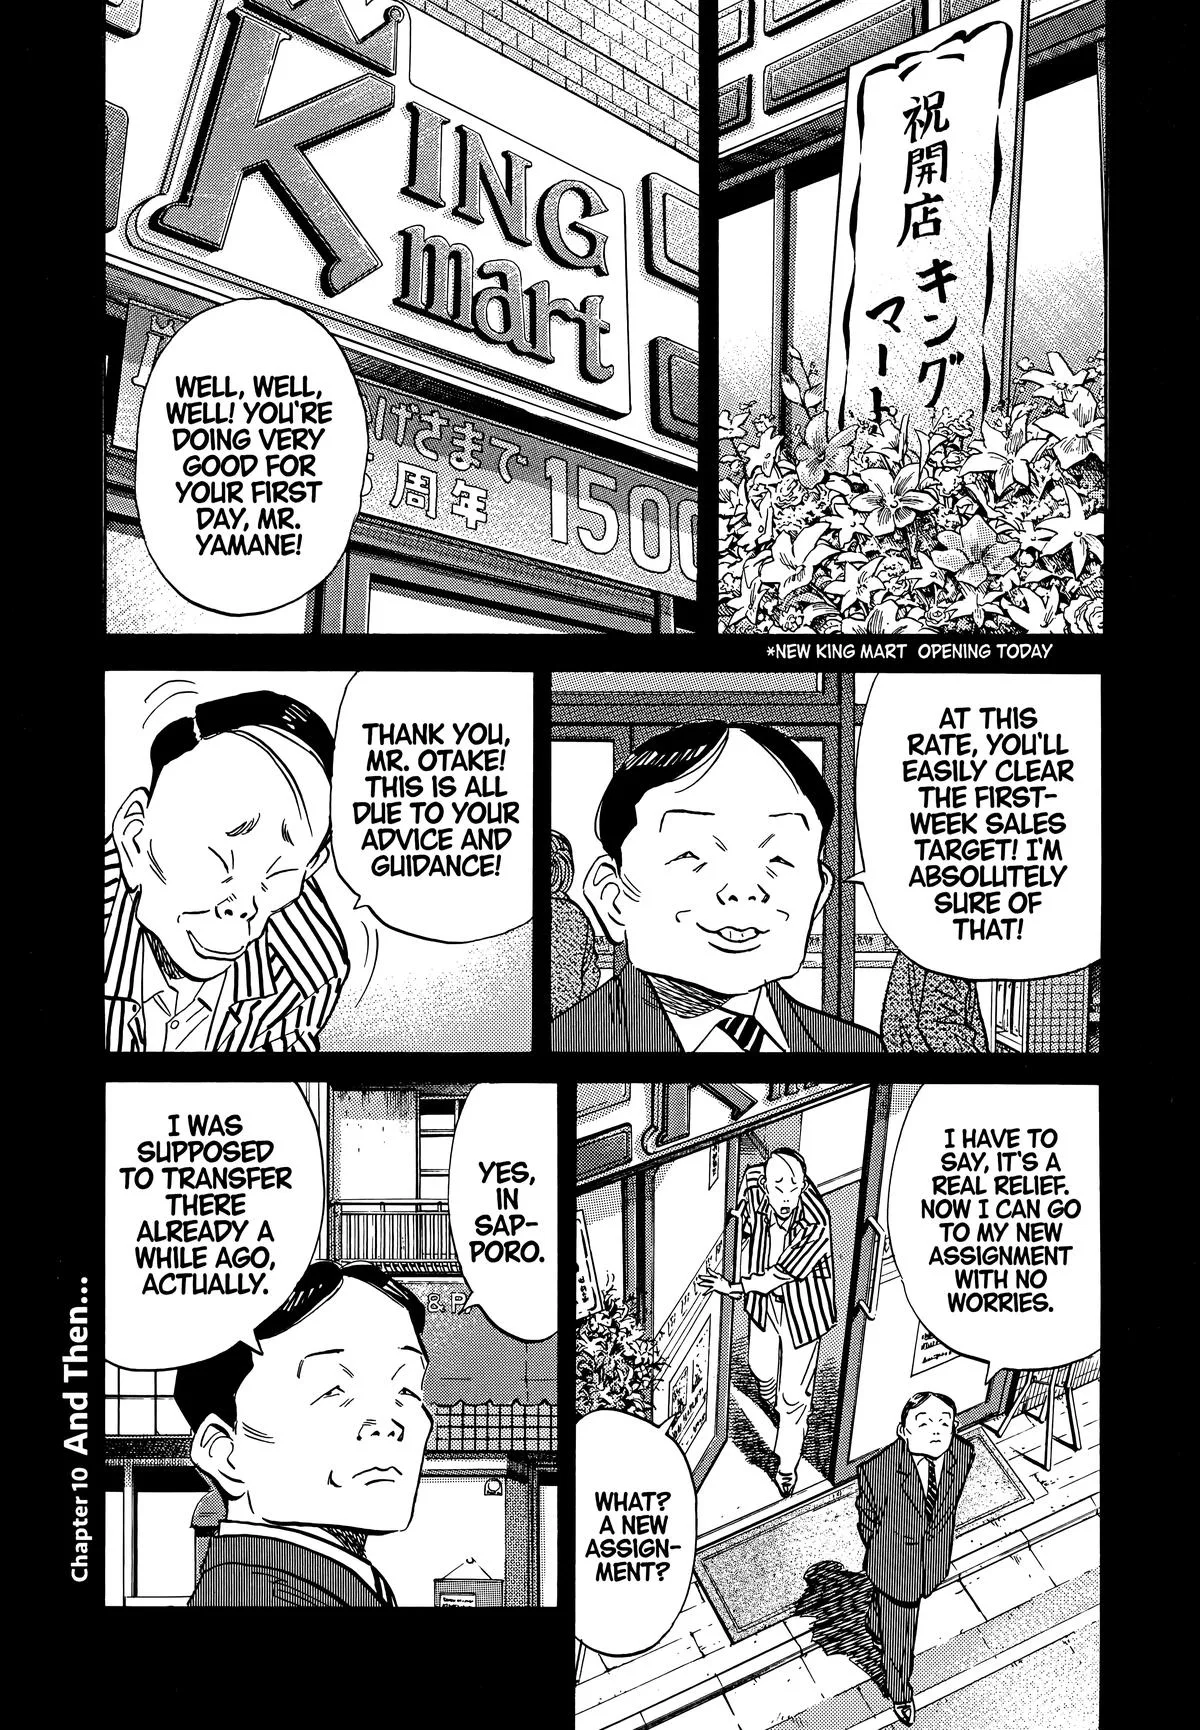 祝開店 キング
マート
*NEW KING MART OPENING TODAY
KING
mart
げさまで
周年
1500
WELL, WELL,
WELL! YOU'RE
DOING VERY
GOOD FOR
YOUR FIRST
DAY, MR.
YAMANE!
AT THIS
RATE, YOU'LL
EASILY CLEAR
THE FIRST-
WEEK SALES
TARGET! I'M
ABSOLUTELY
SURE OF
THAT!
THANK YOU,
MR. OTAKE!
THIS IS ALL
DUE TO YOUR
ADVICE AND
GUIDANCE!
I HAVE TO
SAY, IT'S A
REAL RELIEF.
NOW I CAN GO
TO MY NEW
ASSIGNMENT
WITH NO
WORRIES.
WHAT?
A NEW
ASSIGN-
MENT?
YES,
IN
SAP-
PORO.
I WAS
SUPPOSED
TO TRANSFER
THERE
ALREADY A
WHILE AGO,
ACTUALLY.
& P.
Chapter 10 And Then...